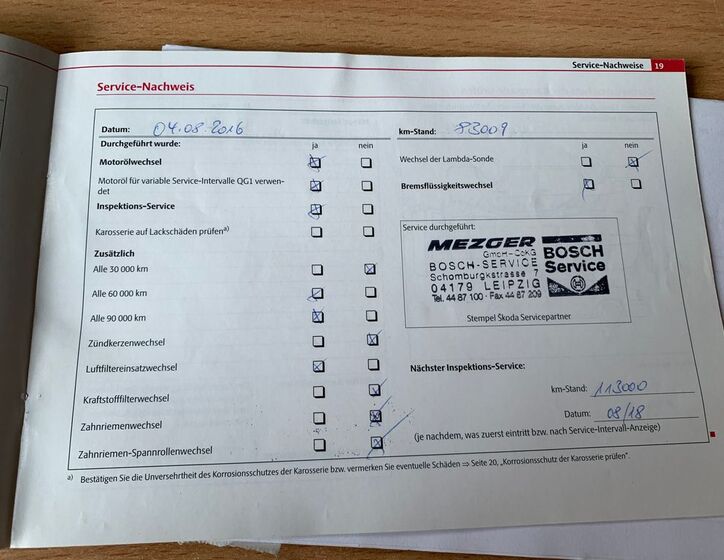 Service-Nachweise 19
Service-Nachweis
Datum: 04.08.2016
Durchgeführt wurde: ja nein
Motorölwechsel
Motoröl für variable Service-Intervalle QG1 verwen-
det
Inspektions-Service
Karosserie auf Lackschäden prüfen a)
Zusätzlich
Alle 30 000 km
Alle 60 000 km
Alle 90 000 km
Zündkerzenwechsel
Luftfiltereinsatzwechsel
Kraftstofffilterwechsel
Zahnriemenwechsel
Zahnriemen-Spannrollenwechsel
km-Stand: 83009
ja nein
Wechsel der Lambda-Sonde
Bremsflüssigkeitswechsel
Service durchgeführt:
MEZGER
GmbH-CoKG
BOSCH-SERVICE
Schomburgkstrasse 7
04179 LEIPZIG
Tel. 44 87 100 · Fax 44 87 209
BOSCH
Service
Stempel Škoda Servicepartner
Nächster Inspektions-Service:
km-Stand: 113000
Datum: 08/18
(je nachdem, was zuerst eintritt bzw. nach Service-Intervall-Anzeige)
a) Bestätigen Sie die Unversehrtheit des Korrosionsschutzes der Karosserie bzw. vermerken Sie eventuelle Schäden ⇒ Seite 20, „Korrosionsschutz der Karosserie prüfen“.